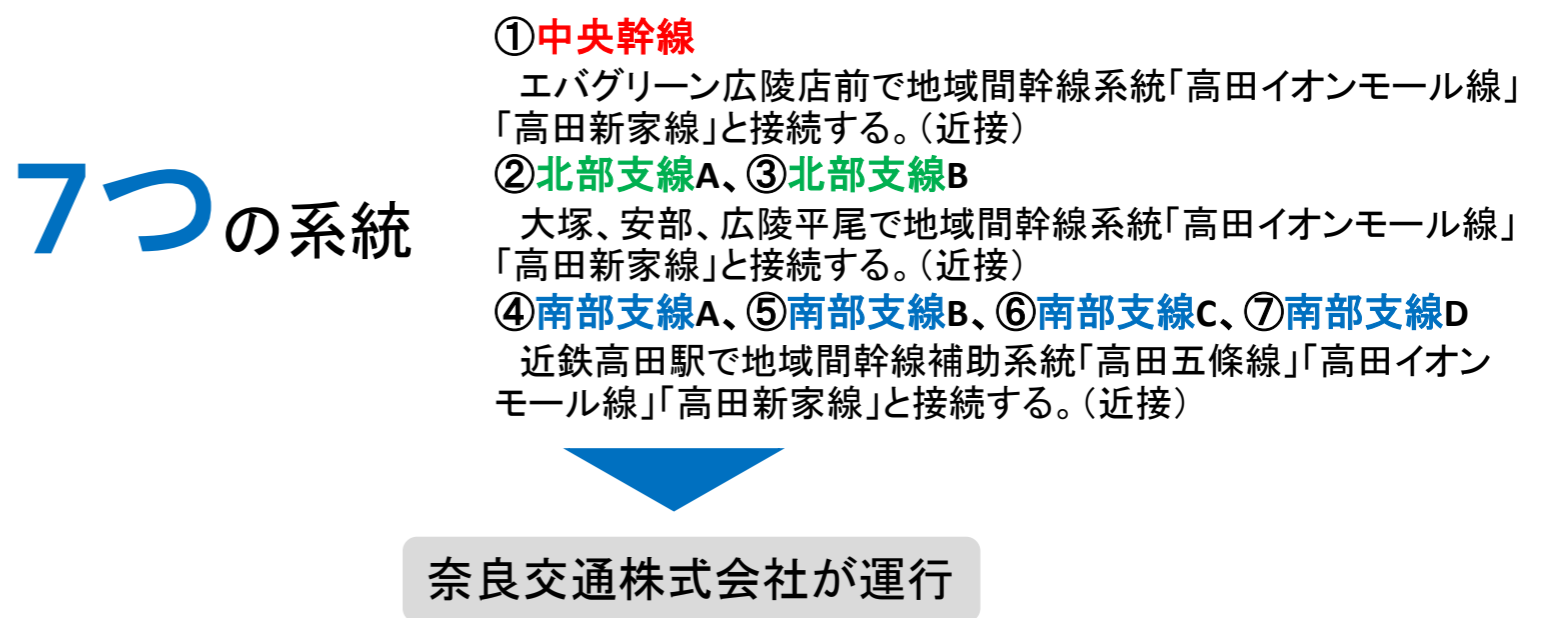 7つの系統
①中央幹線
エバグリーン広陵店前で地域間幹線系統「高田イオンモール線」
「高田新家線」と接続する。（近接）
②北部支線A、③北部支線B
大塚、安部、広陵平尾で地域間幹線系統「高田イオンモール線」
「高田新家線」と接続する。（近接）
④南部支線A、⑤南部支線B、⑥南部支線C、⑦南部支線D
近鉄高田駅で地域間幹線補助系統「高田五條線」「高田イオン
モール線」「高田新家線」と接続する。（近接）
奈良交通株式会社が運行